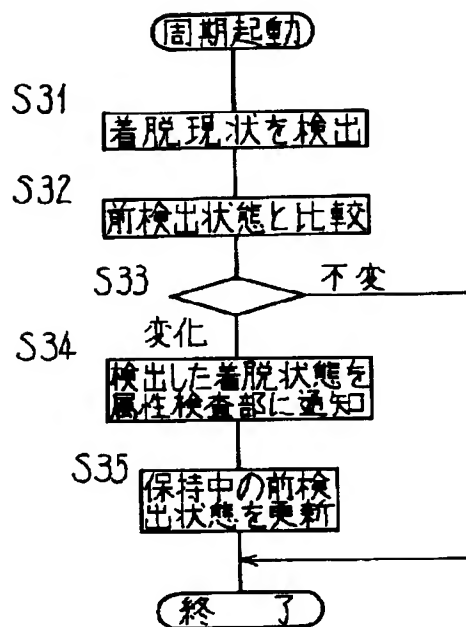 周期起動
S31
着脱現状を検出
S32
前検出状態と比較
S33
不変
変化
S34
検出した着脱状態を
属性検査部に通知
S35
保持中の前検
出状態を更新
終 了